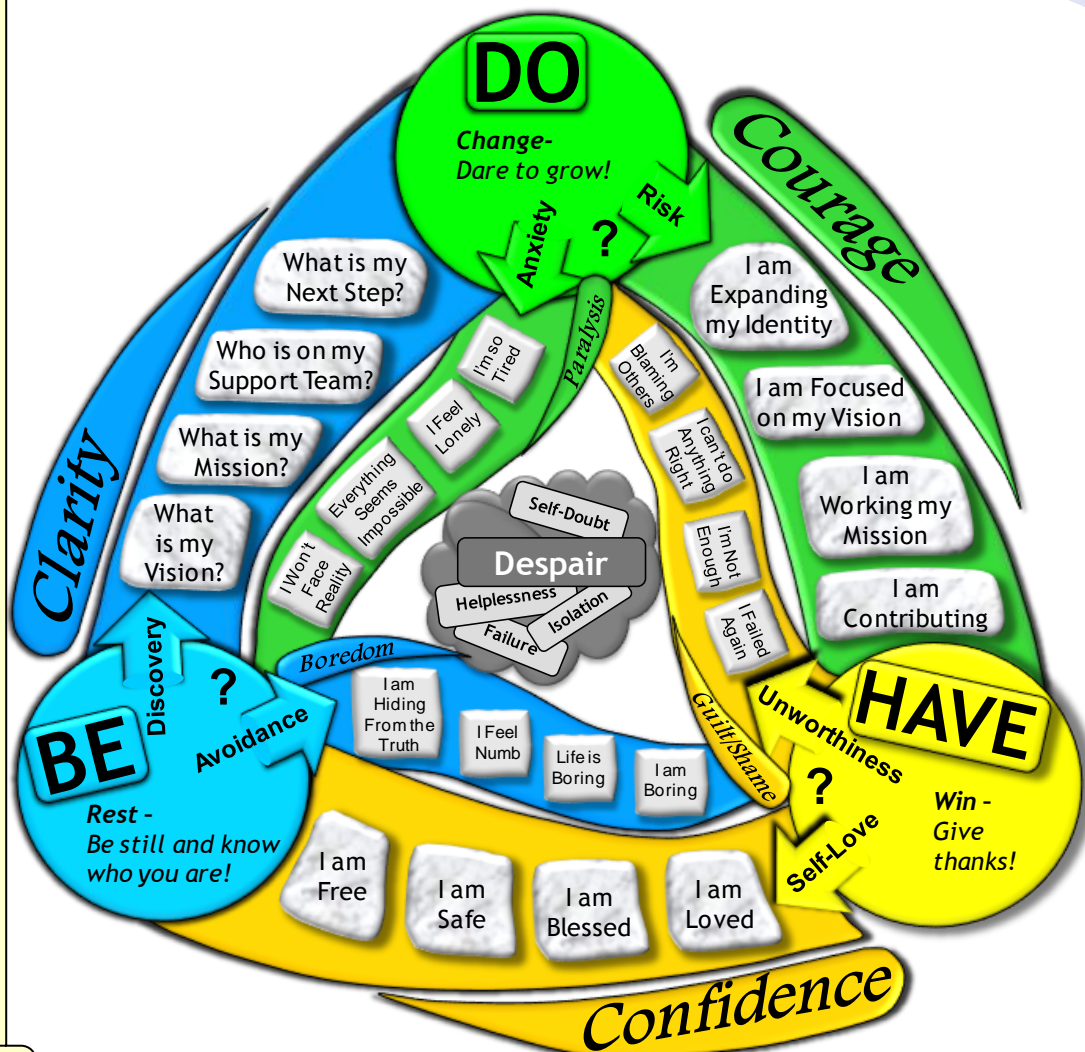 DO
Change-
Dare to grow!
Anxiety
?
Risk
Courage
I am
Expanding
my Identity
I am Focused
on my Vision
I am
Working my
Mission
I am
Contributing
What is my
Next Step?
Who is on my
Support Team?
What is my
Mission?
What
is my
Vision?
Clarity
I'm so
Tired
I Feel
Lonely
Everything
Seems
Impossible
I Won't
Face
Reality
Paralysis
I'm
Blaming
Others
I can't do
Anything
Right
I'm Not
Enough
I Failed
Again
Guilt/Shame
Self-Doubt
Despair
Helplessness
Isolation
Failure
Boredom
I am
Hiding
From the
Truth
I Feel
Numb
Life is
Boring
I am
Boring
BE
Discovery
?
Avoidance
Rest -
Be still and know
who you are!
HAVE
Unworthiness
?
Self-Love
Win -
Give
thanks!
I am
Free
I am
Safe
I am
Blessed
I am
Loved
Confidence